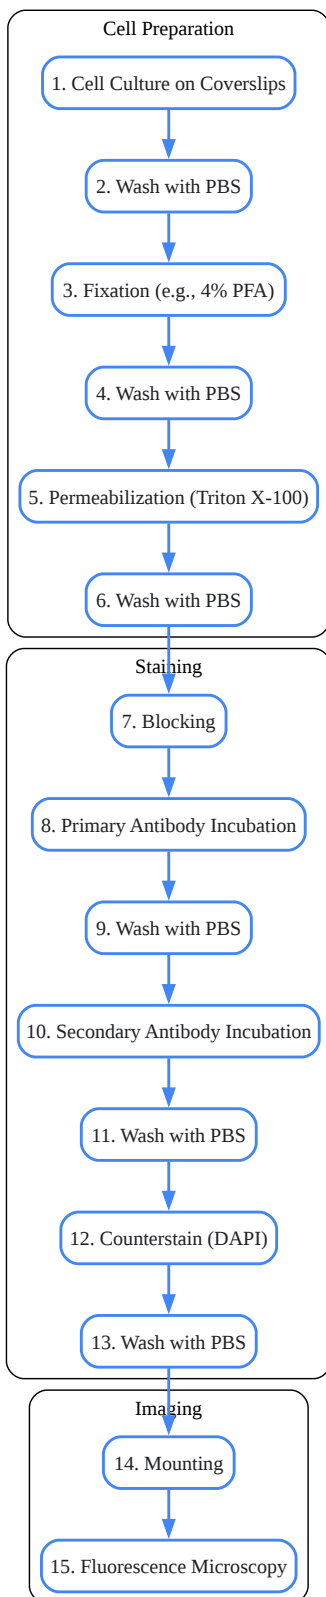 Cell Preparation
1. Cell Culture on Coverslips
2. Wash with PBS
3. Fixation (e.g., 4% PFA)
4. Wash with PBS
5. Permeabilization (Triton X-100)
6. Wash with PBS
Staining
7. Blocking
8. Primary Antibody Incubation
9. Wash with PBS
10. Secondary Antibody Incubation
11. Wash with PBS
12. Counterstain (DAPI)
13. Wash with PBS
Imaging
14. Mounting
15. Fluorescence Microscopy